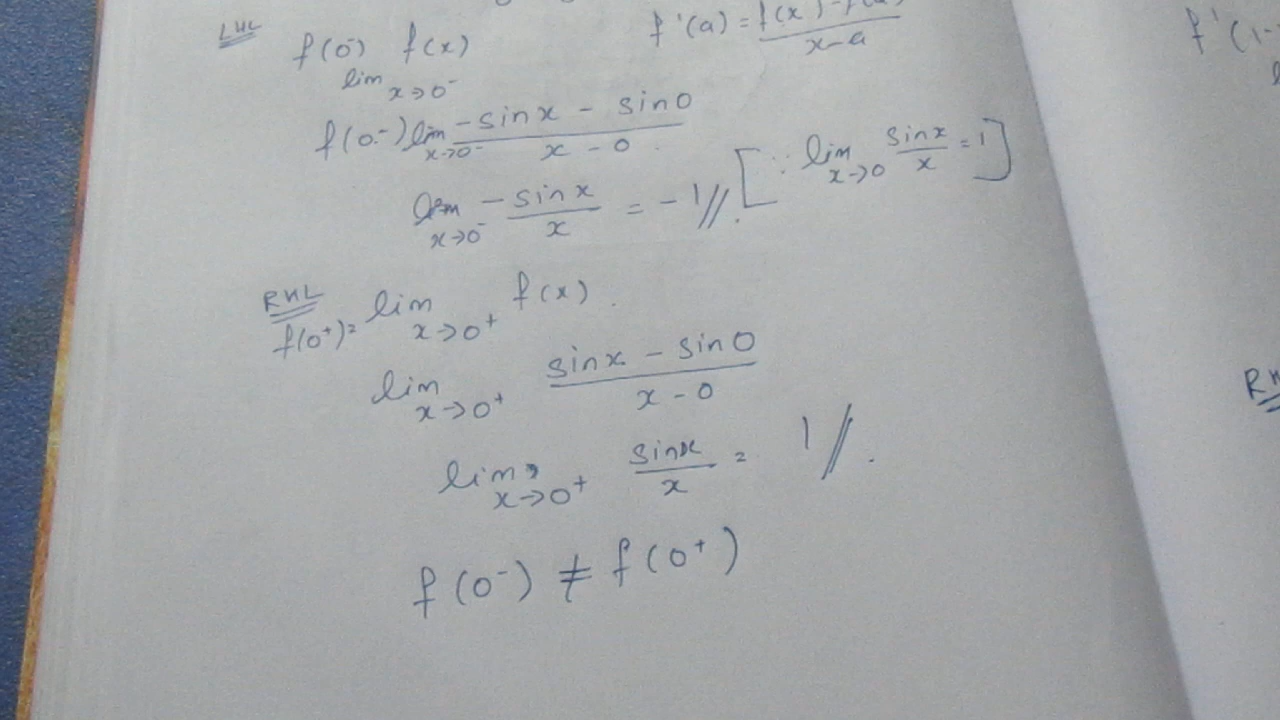 LHL
f(0⁻) f(x)
lim x→0⁻
f'(a) = f(x) - f(a) / x-a
f(0⁻) lim x→0⁻ -sin x - sin 0 / x - 0
lim x→0⁻ -sin x / x = -1//. [∵ lim x→0 sin x / x = 1]
RHL
f(0⁺) = lim x→0⁺ f(x).
lim x→0⁺ sin x - sin 0 / x - 0
lim x→0⁺ sin x / x = 1//.
f(0⁻) ≠ f(0⁺)
f'(1-